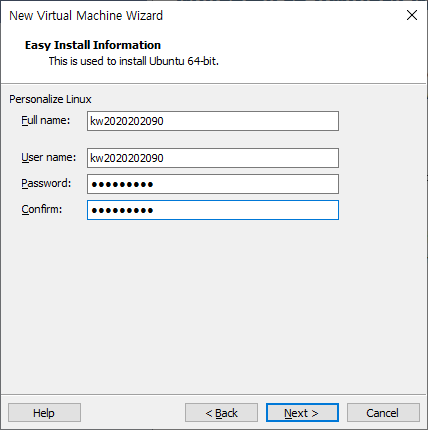 New Virtual Machine Wizard
Easy Install Information
This is used to install Ubuntu 64-bit.
Personalize Linux
Full name: kw2020202090
User name: kw2020202090
Password: ●●●●●●●●●
Confirm: ●●●●●●●●●
Help < Back Next > Cancel